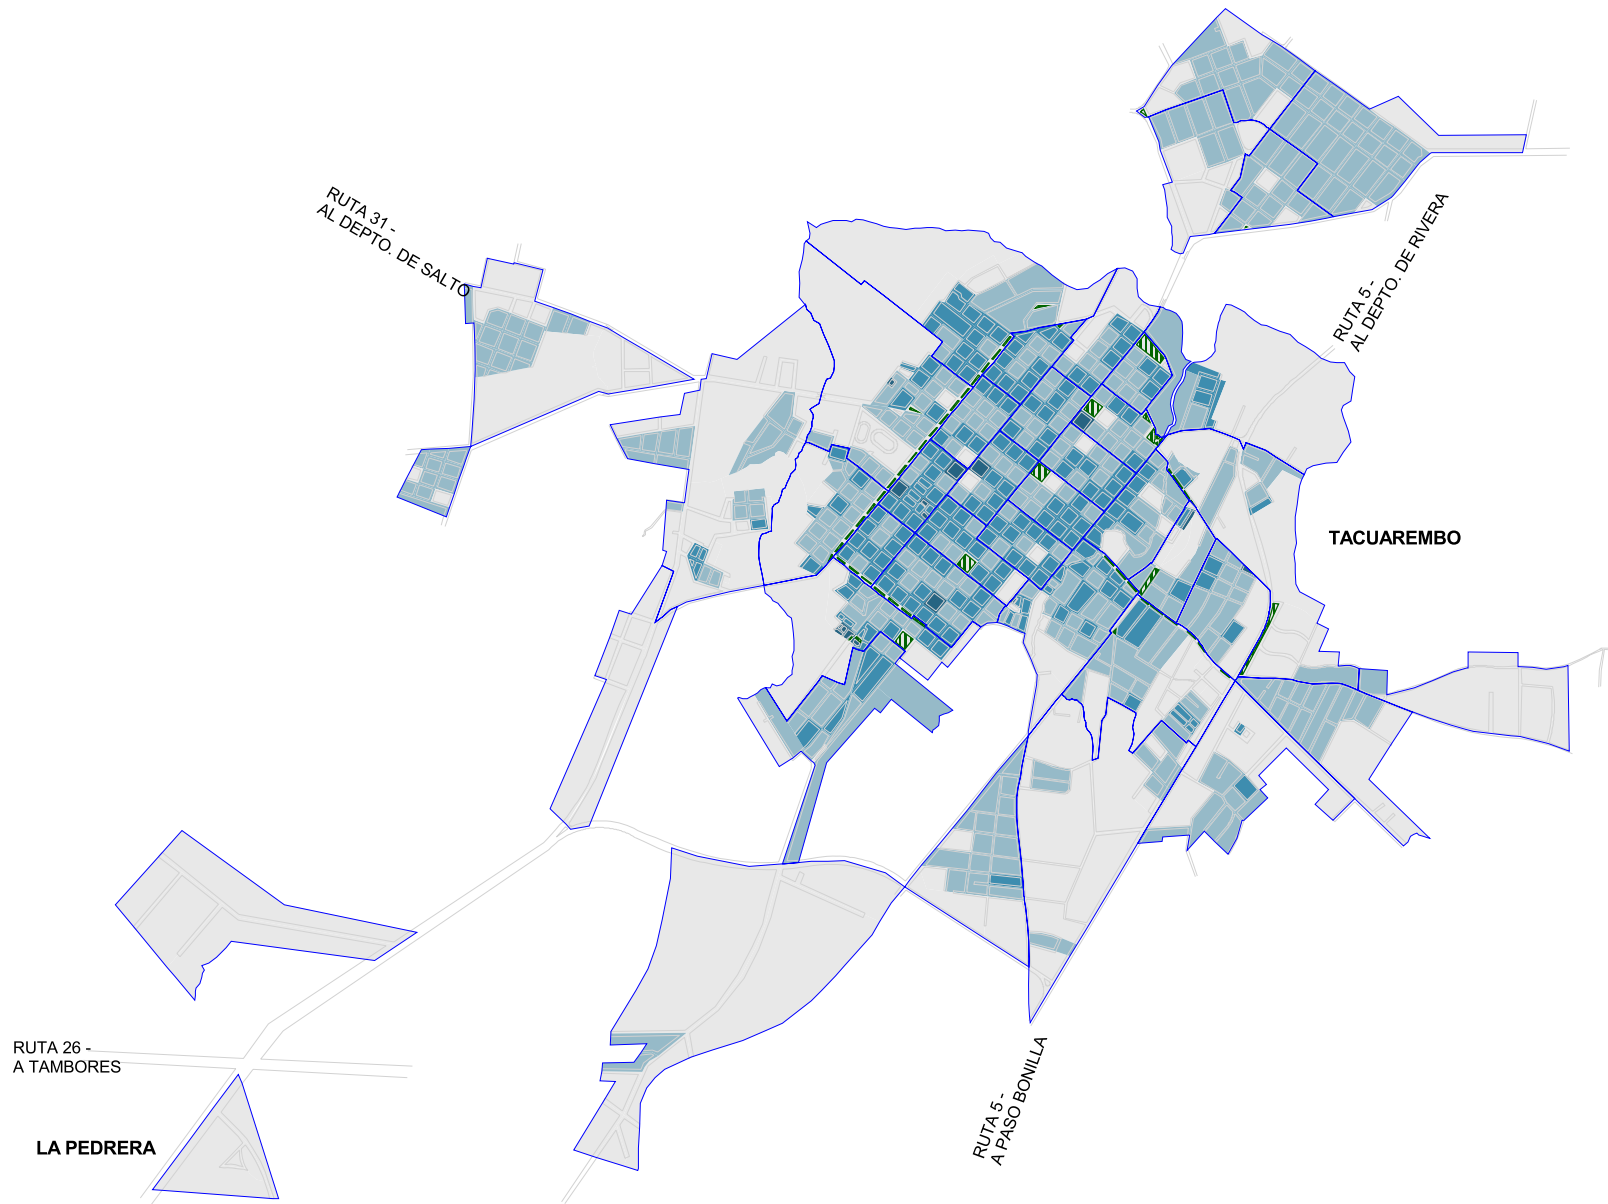 RUTA 31 -
AL DEPTO. DE SALTO
RUTA 5 -
AL DEPTO. DE RIVERA
TACUAREMBO
RUTA 26 -
A TAMBORES
LA PEDRERA
RUTA 5 -
A PASO BONILLA